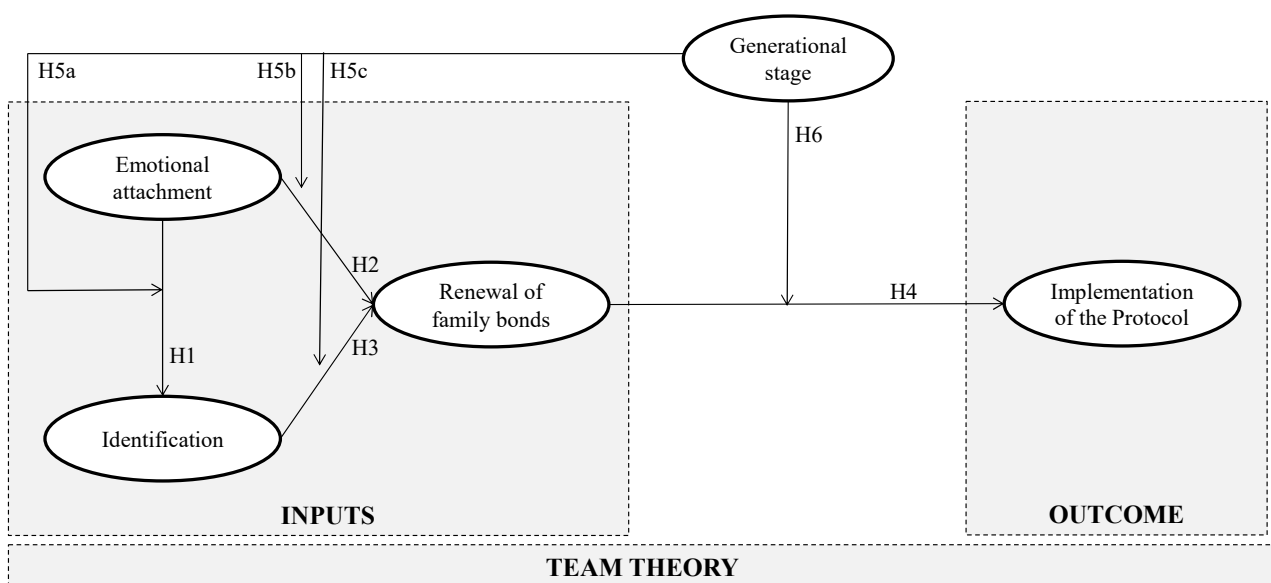 Generational
stage
H5a
H5b
H5c
H6
Emotional
attachment
H2
H4
Renewal of
family bonds
Implementation
of the Protocol
H3
H1
Identification
INPUTS
OUTCOME
TEAM THEORY